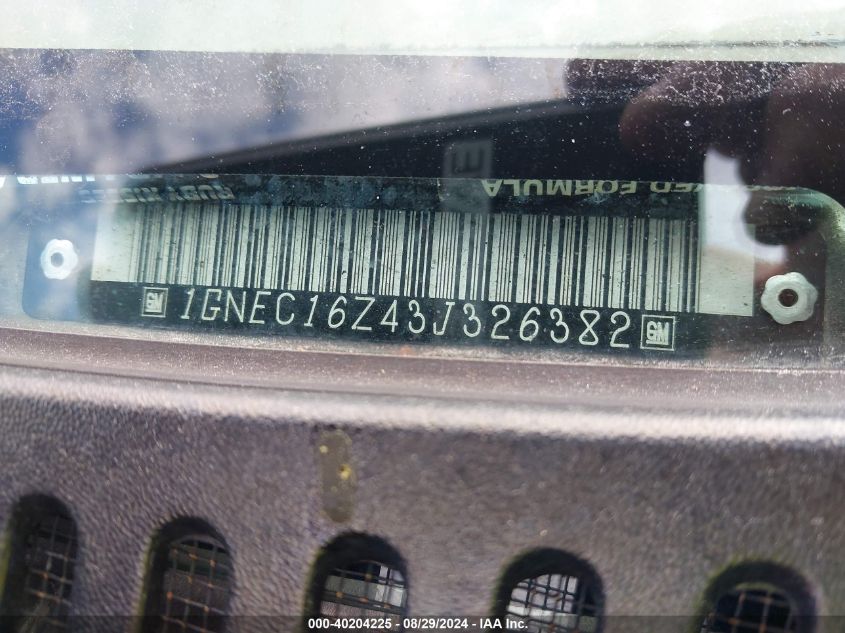 FORMULA
GM 1GNEC16Z43J326382 GM
000-40204225 - 08/29/2024 - IAA Inc.